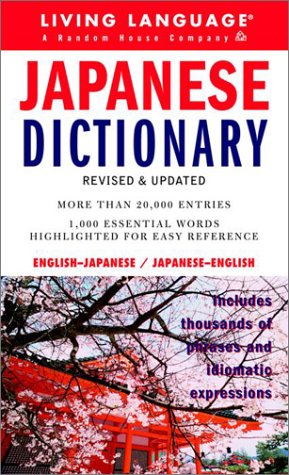 LIVING LANGUAGE®
A Random House Company
JAPANESE
DICTIONARY
REVISED & UPDATED
MORE THAN 20,000 ENTRIES
1,000 ESSENTIAL WORDS
HIGHLIGHTED FOR EASY REFERENCE
ENGLISH–JAPANESE / JAPANESE–ENGLISH
Includes
thousands of
phrases and
idiomatic
expressions